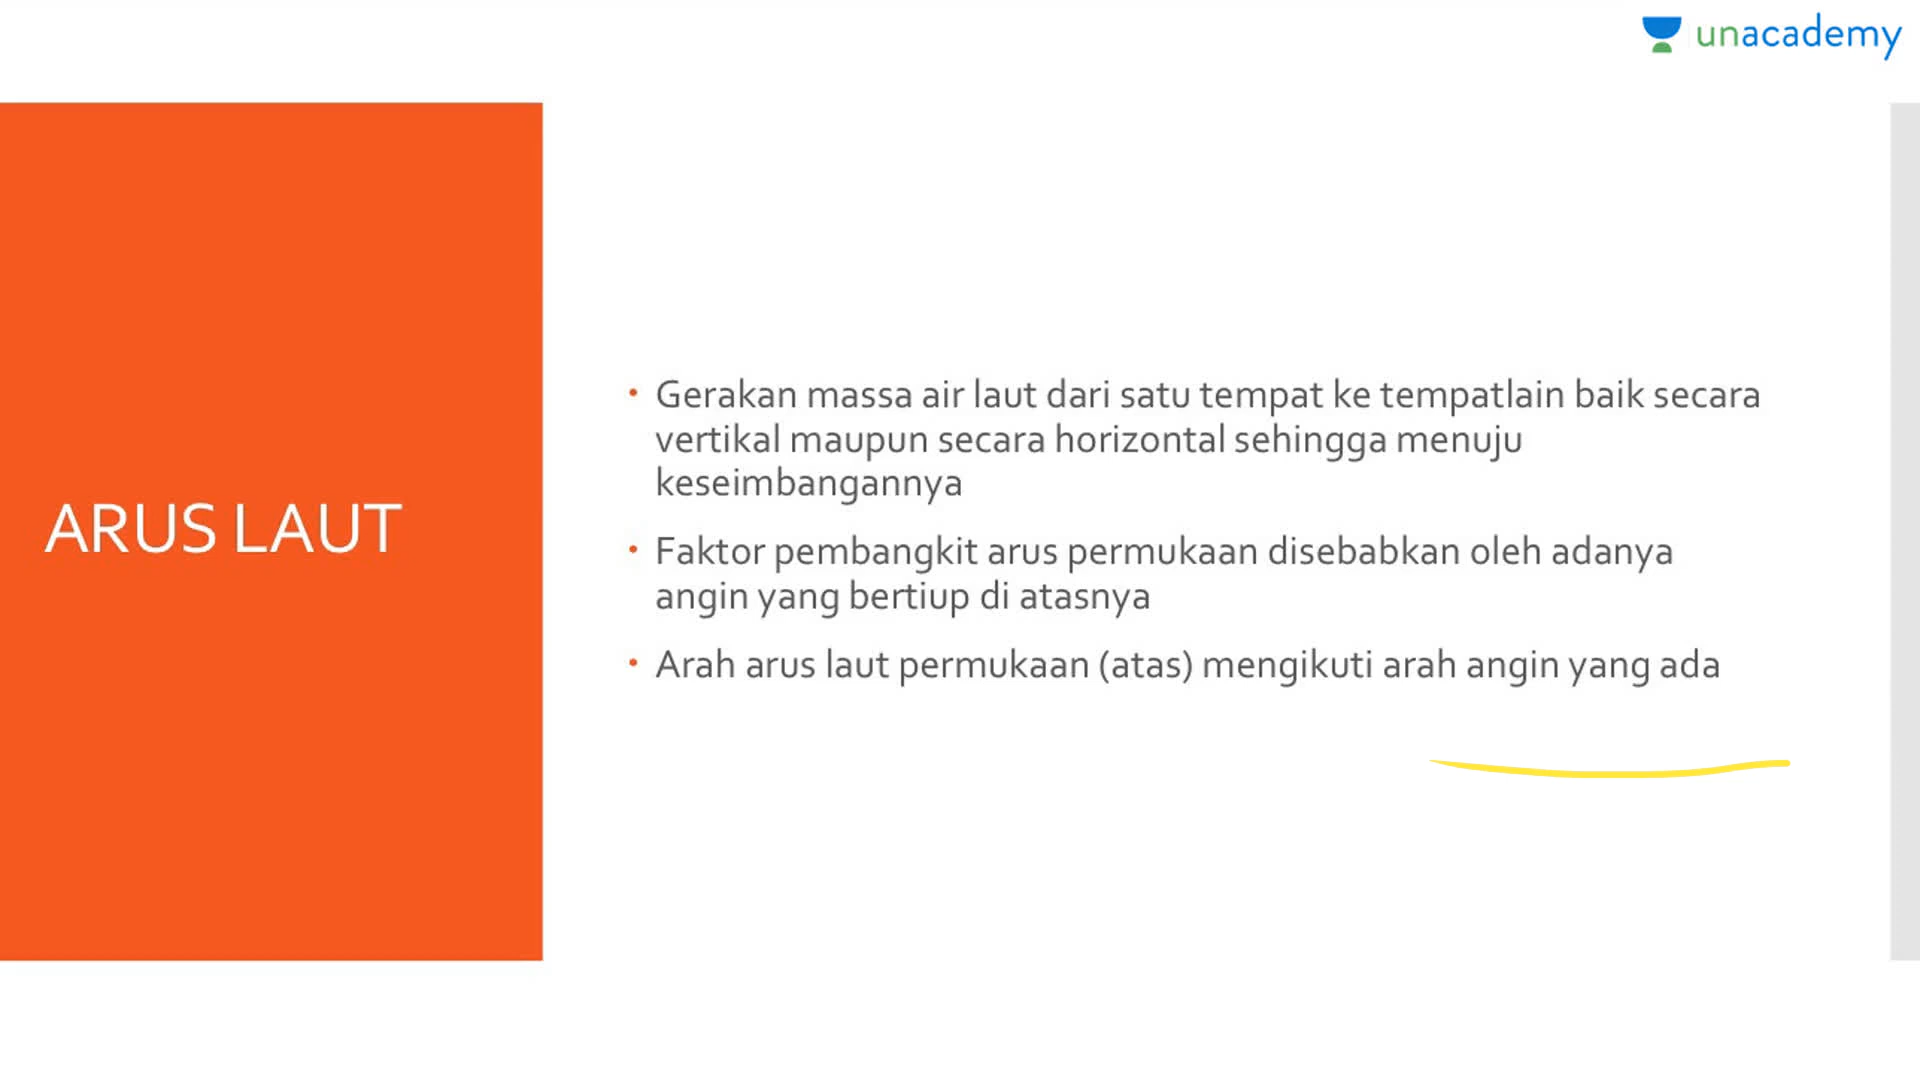 unacademy
ARUS LAUT
• Gerakan massa air laut dari satu tempat ke tempatlain baik secara
vertikal maupun secara horizontal sehingga menuju
keseimbangannya
• Faktor pembangkit arus permukaan disebabkan oleh adanya
angin yang bertiup di atasnya
• Arah arus laut permukaan (atas) mengikuti arah angin yang ada